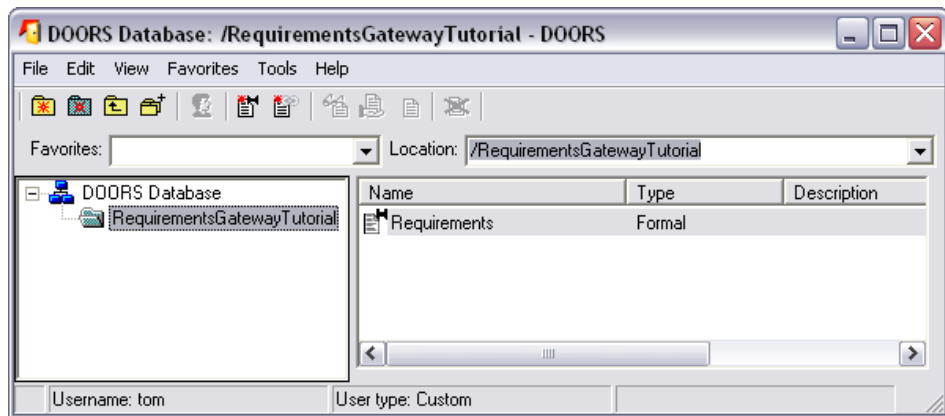 DOORS Database: /RequirementsGatewayTutorial - DOORS
File Edit View Favorites Tools Help
Favorites: Location: /RequirementsGatewayTutorial
DOORS Database
RequirementsGatewayTutorial
Name Type Description
Requirements Formal
Username: tom User type: Custom